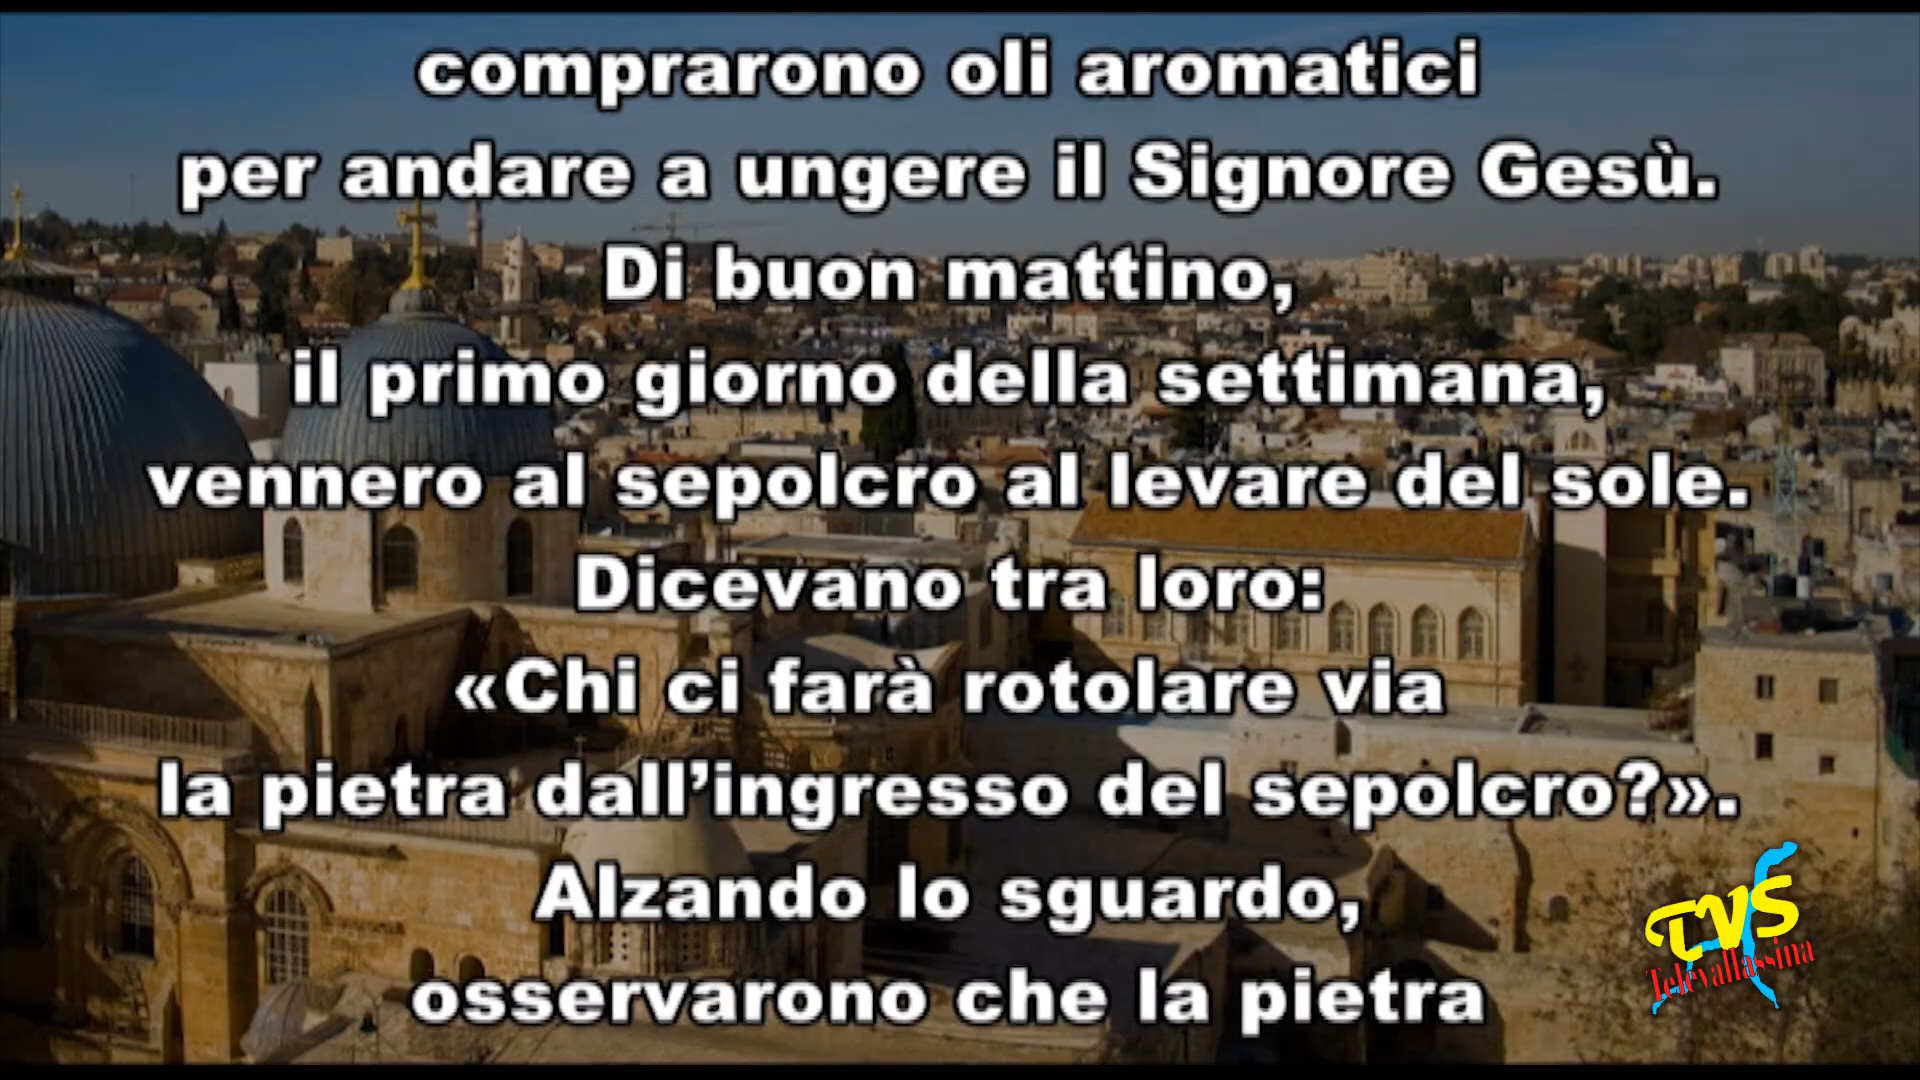 comprarono oli aromatici
per andare a ungere il Signore Gesù.
Di buon mattino,
il primo giorno della settimana,
vennero al sepolcro al levare del sole.
Dicevano tra loro:
«Chi ci farà rotolare via
la pietra dall’ingresso del sepolcro?».
Alzando lo sguardo,
osservarono che la pietra
TVS
Televallassina